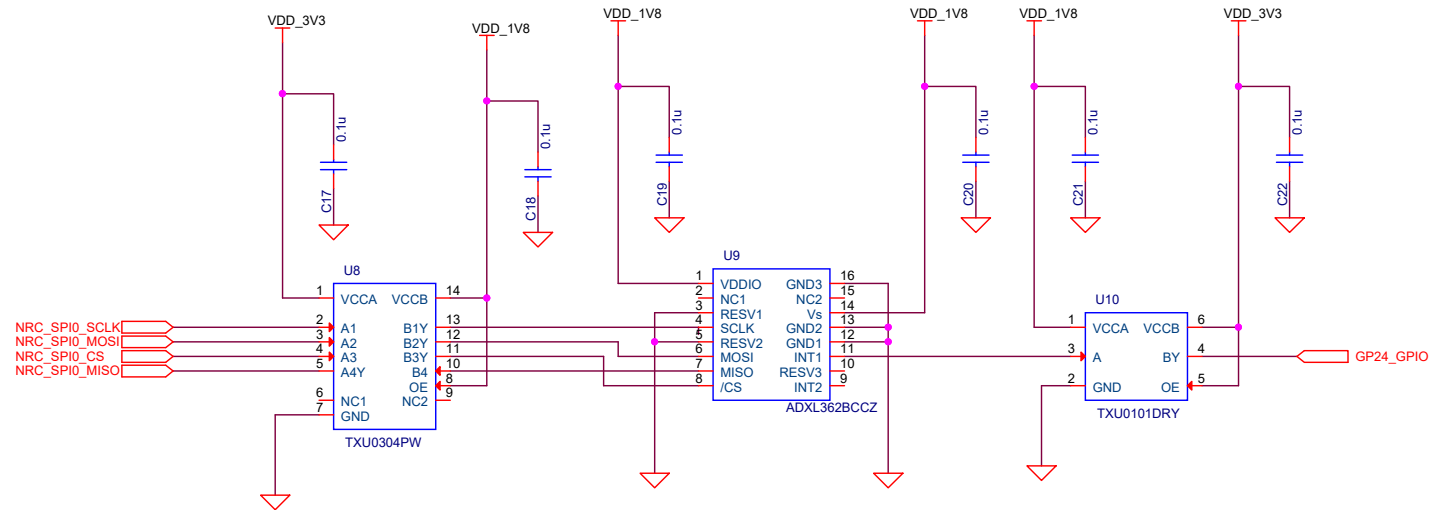 VDD_3V3
VDD_1V8
VDD_1V8
VDD_1V8
VDD_1V8
VDD_3V3
0.1u
C17
0.1u
C18
0.1u
C19
0.1u
C20
0.1u
C21
0.1u
C22
U8
1 VCCA VCCB 14
NRC_SPI0_SCLK 2 A1 B1Y 13
NRC_SPI0_MOSI 3 A2 B2Y 12
NRC_SPI0_CS 4 A3 B3Y 11
NRC_SPI0_MISO 5 A4Y B4 10
OE 8
6 NC1 NC2 9
7 GND
TXU0304PW
U9
1 VDDIO GND3 16
2 NC1 NC2 15
3 RESV1 Vs 14
4 SCLK GND2 13
5 RESV2 GND1 12
6 MOSI INT1 11
7 MISO RESV3 10
8 /CS INT2 9
ADXL362BCCZ
U10
1 VCCA VCCB 6
3 A BY 4 GP24_GPIO
2 GND OE 5
TXU0101DRY